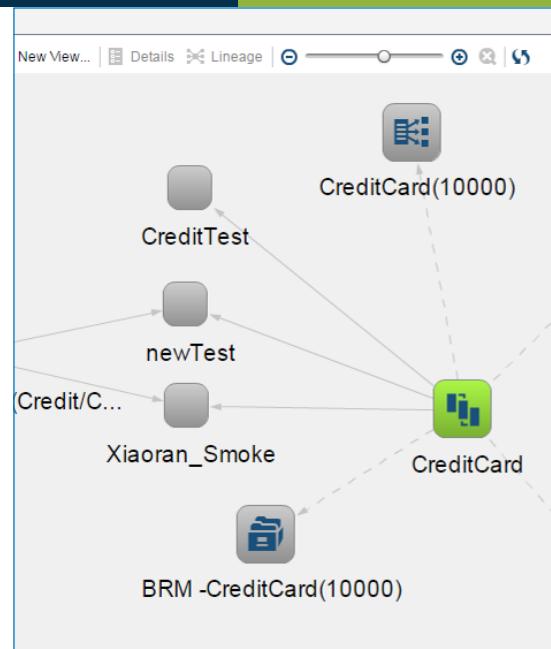 New View... Details Lineage
CreditCard(10000)
CreditTest
newTest
(Credit/C...
Xiaoran_Smoke
CreditCard
BRM -CreditCard(10000)